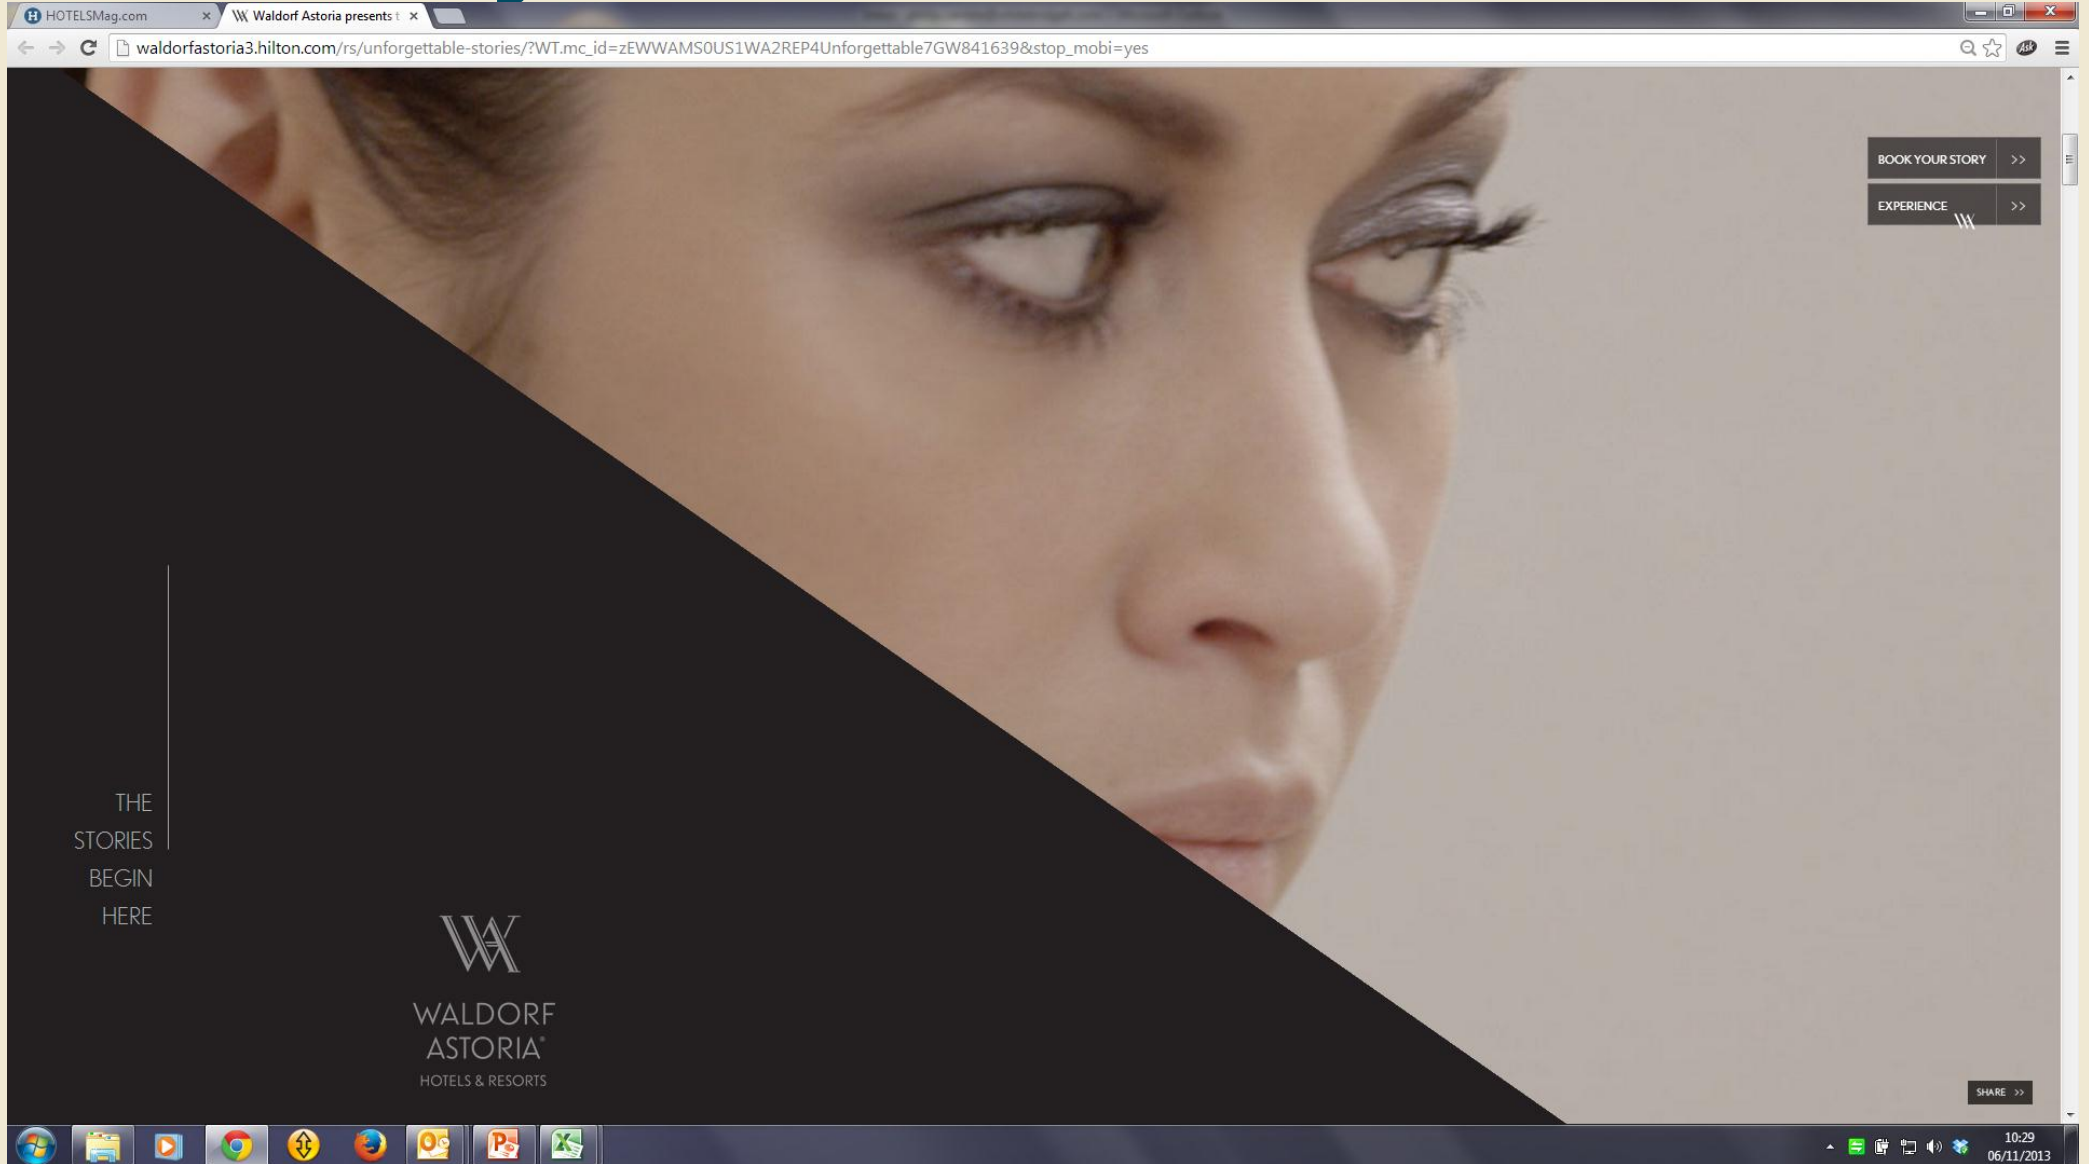 HOTELSMag.com
Waldorf Astoria presents t
waldorfastoria3.hilton.com/rs/unforgettable-stories/?WT.mc_id=zEWWAMS0US1WA2REP4Unforgettable7GW841639&stop_mobi=yes
BOOK YOUR STORY >>
EXPERIENCE >>
THE
STORIES
BEGIN
HERE
WALDORF
ASTORIA®
HOTELS & RESORTS
SHARE >>
10:29
06/11/2013